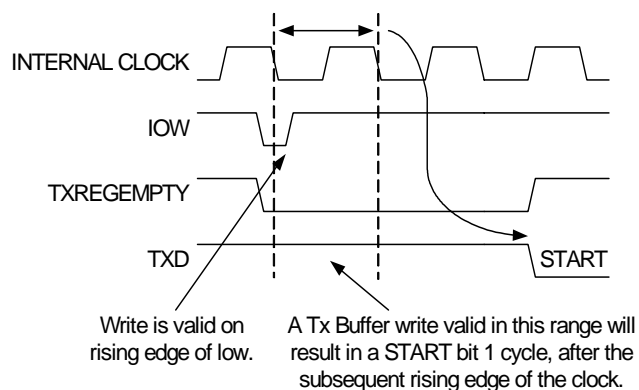 INTERNAL CLOCK
IOW
TXREGEMPTY
TXD
START
Write is valid on
rising edge of low.
A Tx Buffer write valid in this range will
result in a START bit 1 cycle, after the
subsequent rising edge of the clock.